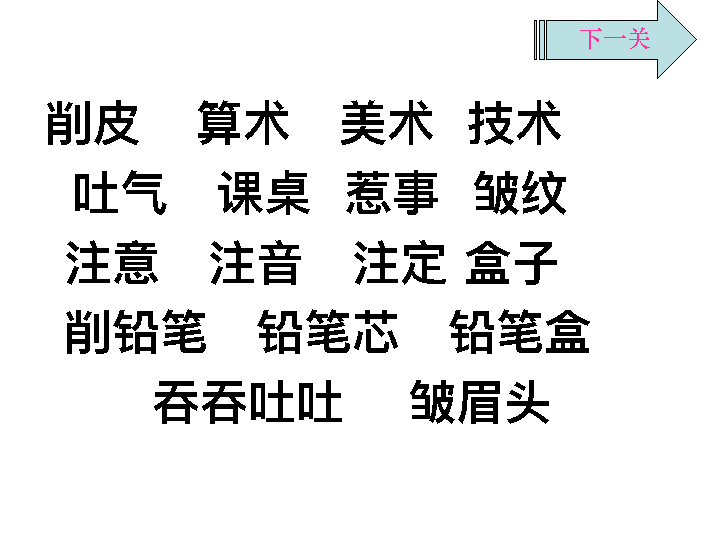 下一关
削皮 算术 美术 技术
吐气 课桌 惹事 皱纹
注意 注音 注定 盒子
削铅笔 铅笔芯 铅笔盒
吞吞吐吐 皱眉头